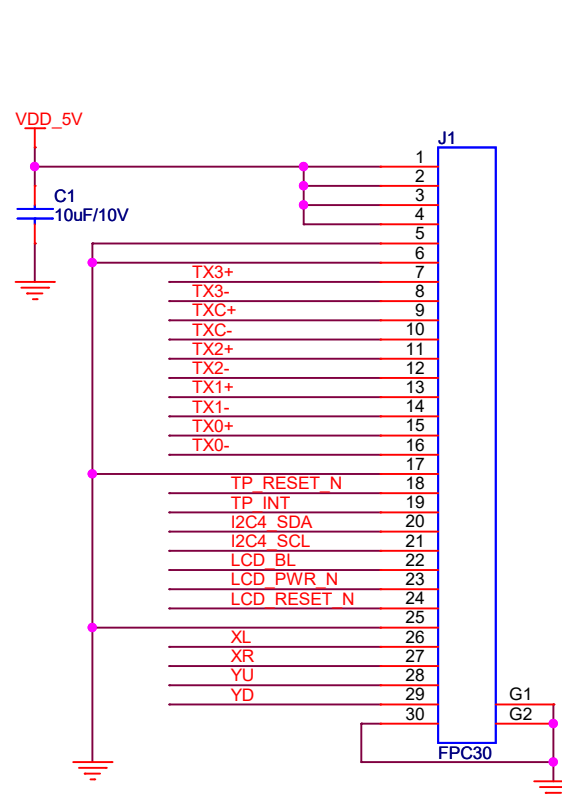 VDD_5V
J1
1
2
C1
3
10uF/10V
4
5
6
TX3+ 7
TX3- 8
TXC+ 9
TXC- 10
TX2+ 11
TX2- 12
TX1+ 13
TX1- 14
TX0+ 15
TX0- 16
17
TP_RESET_N 18
TP_INT 19
I2C4_SDA 20
I2C4_SCL 21
LCD_BL 22
LCD_PWR_N 23
LCD_RESET_N 24
25
XL 26
XR 27
YU 28
YD 29 G1
30 G2
FPC30